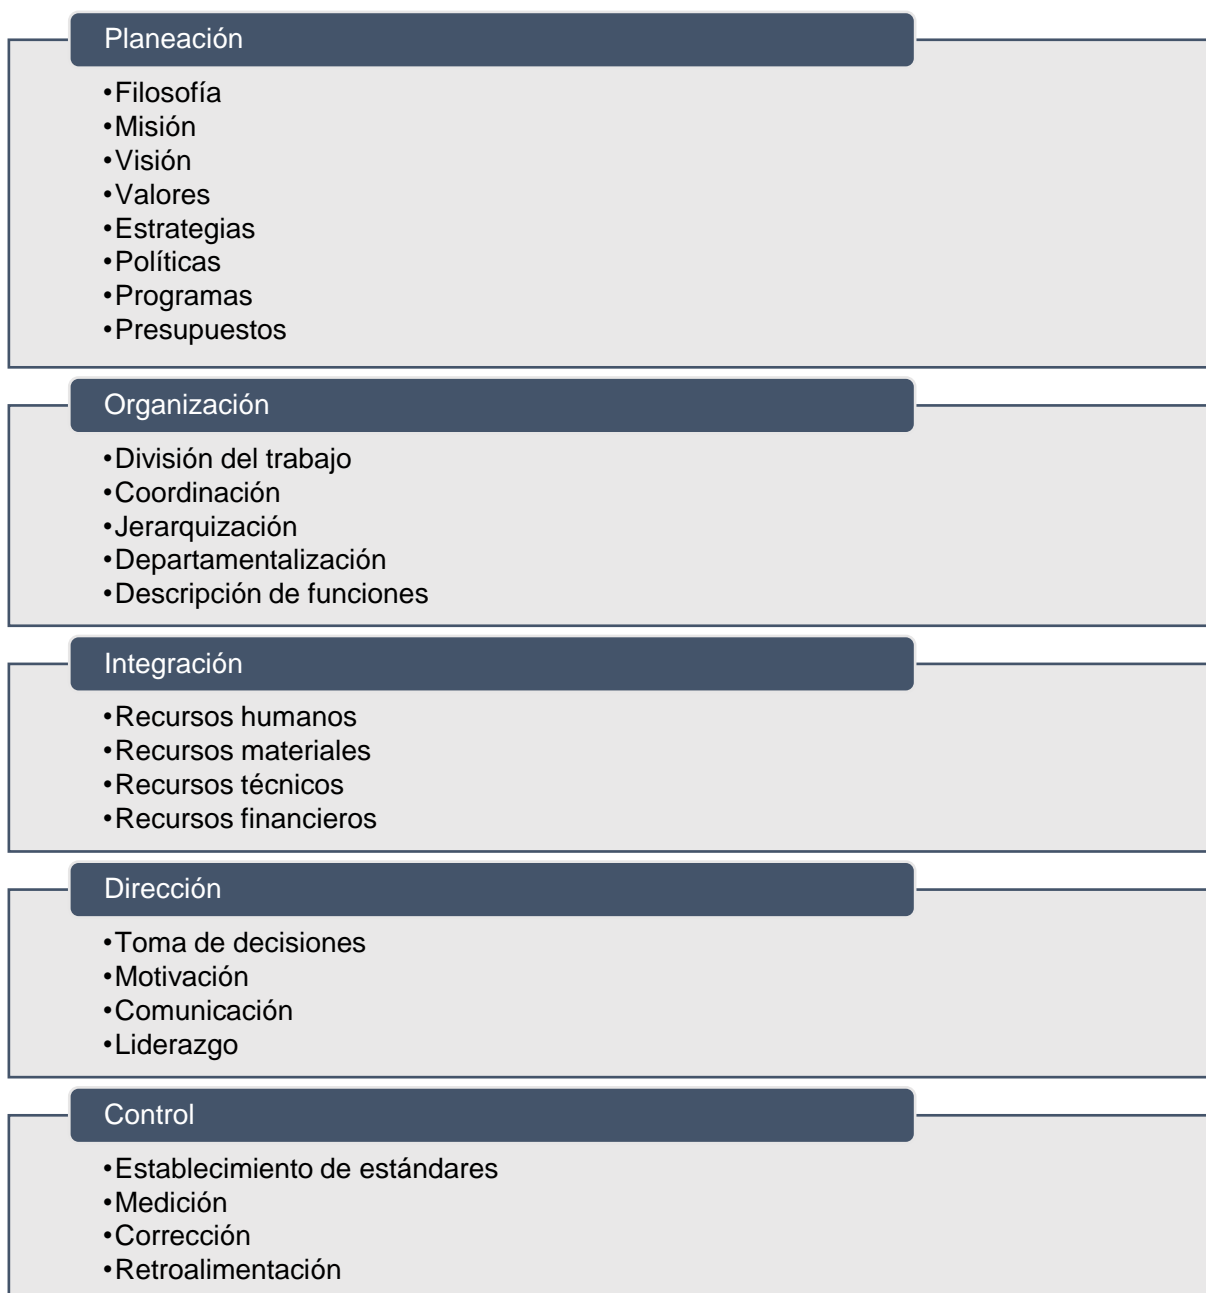 Planeación
•Filosofía
•Misión
•Visión
•Valores
•Estrategias
•Políticas
•Programas
•Presupuestos
Organización
•División del trabajo
•Coordinación
•Jerarquización
•Departamentalización
•Descripción de funciones
Integración
•Recursos humanos
•Recursos materiales
•Recursos técnicos
•Recursos financieros
Dirección
•Toma de decisiones
•Motivación
•Comunicación
•Liderazgo
Control
•Establecimiento de estándares
•Medición
•Corrección
•Retroalimentación